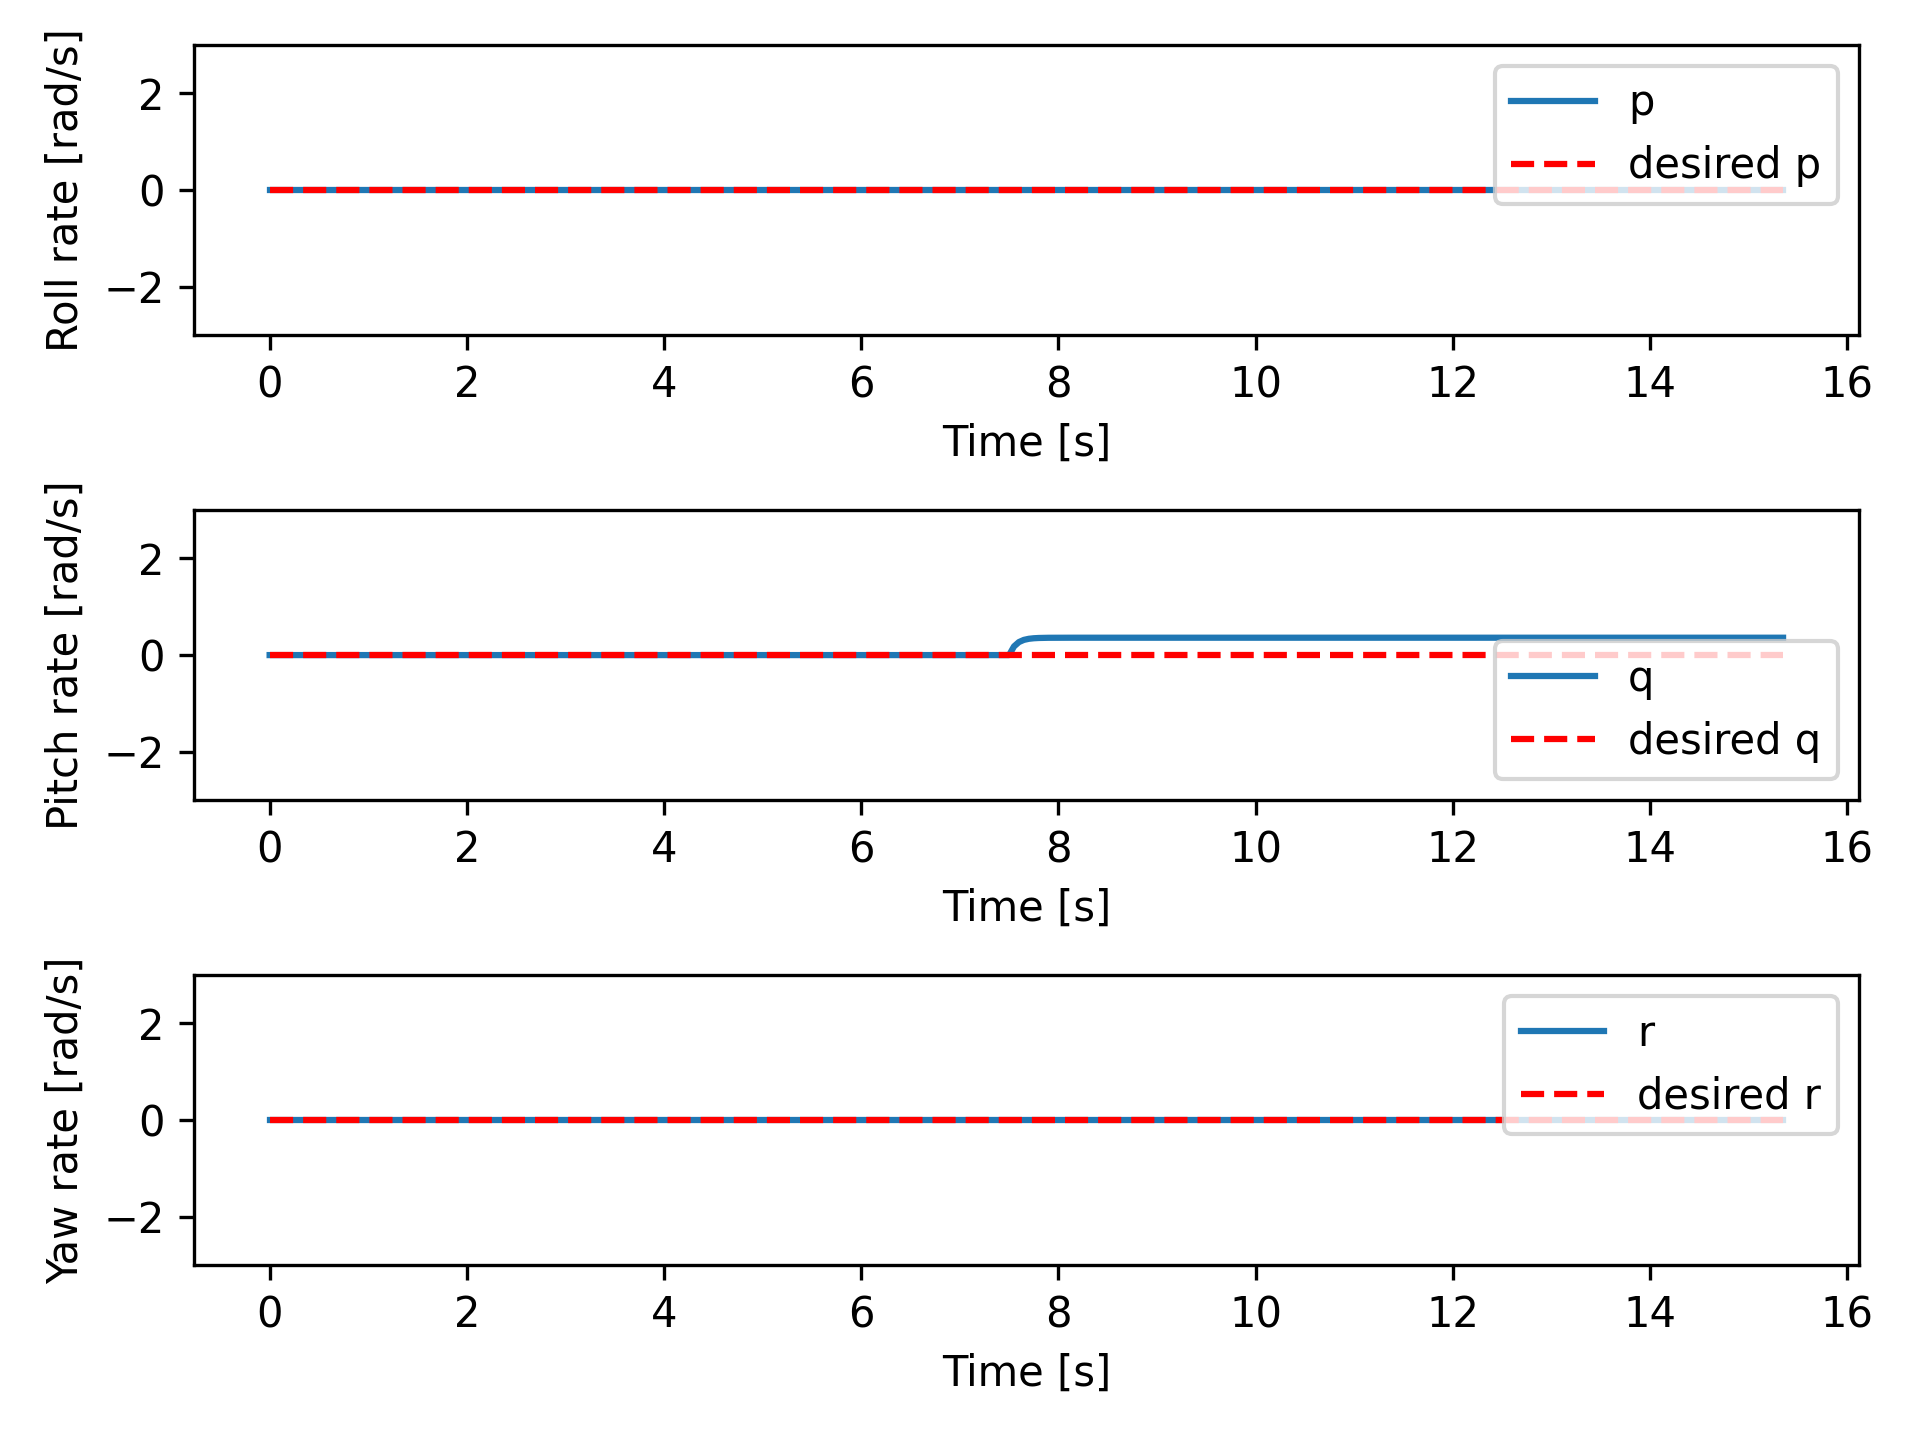 Roll rate [rad/s]
2
0
−2
p
desired p
0 2 4 6 8 10 12 14 16
Time [s]
Pitch rate [rad/s]
2
0
−2
q
desired q
0 2 4 6 8 10 12 14 16
Time [s]
Yaw rate [rad/s]
2
0
−2
r
desired r
0 2 4 6 8 10 12 14 16
Time [s]